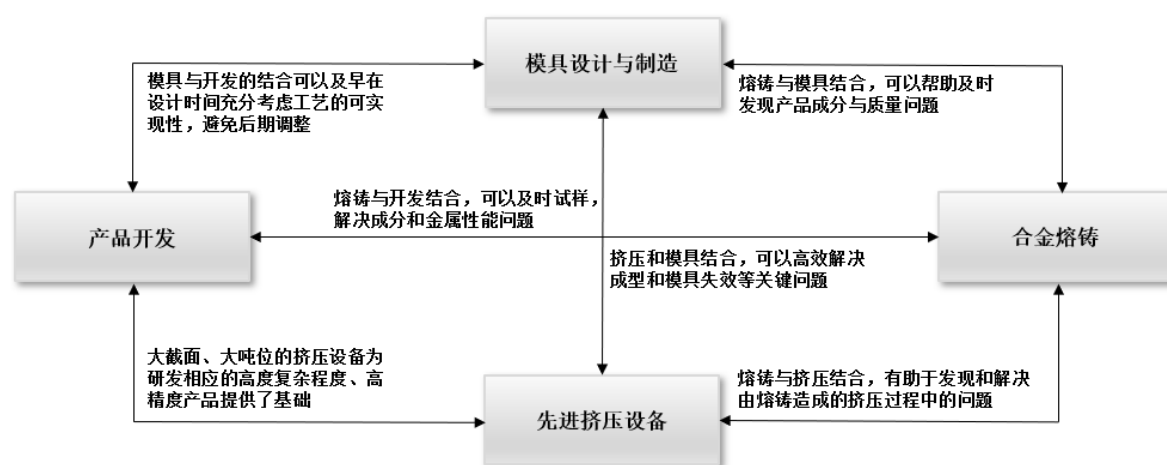 模具设计与制造
模具与开发的结合可以及早在
设计时间充分考虑工艺的可实
现性，避免后期调整
熔铸与模具结合，可以帮助及时
发现产品成分与质量问题
产品开发
熔铸与开发结合，可以及时试样，
解决成分和金属性能问题
合金熔铸
挤压和模具结合，可以高效解决
成型和模具失效等关键问题
大截面、大吨位的挤压设备为
研发相应的高度复杂程度、高
精度产品提供了基础
先进挤压设备
熔铸与挤压结合，有助于发现和解决
由熔铸造成的挤压过程中的问题